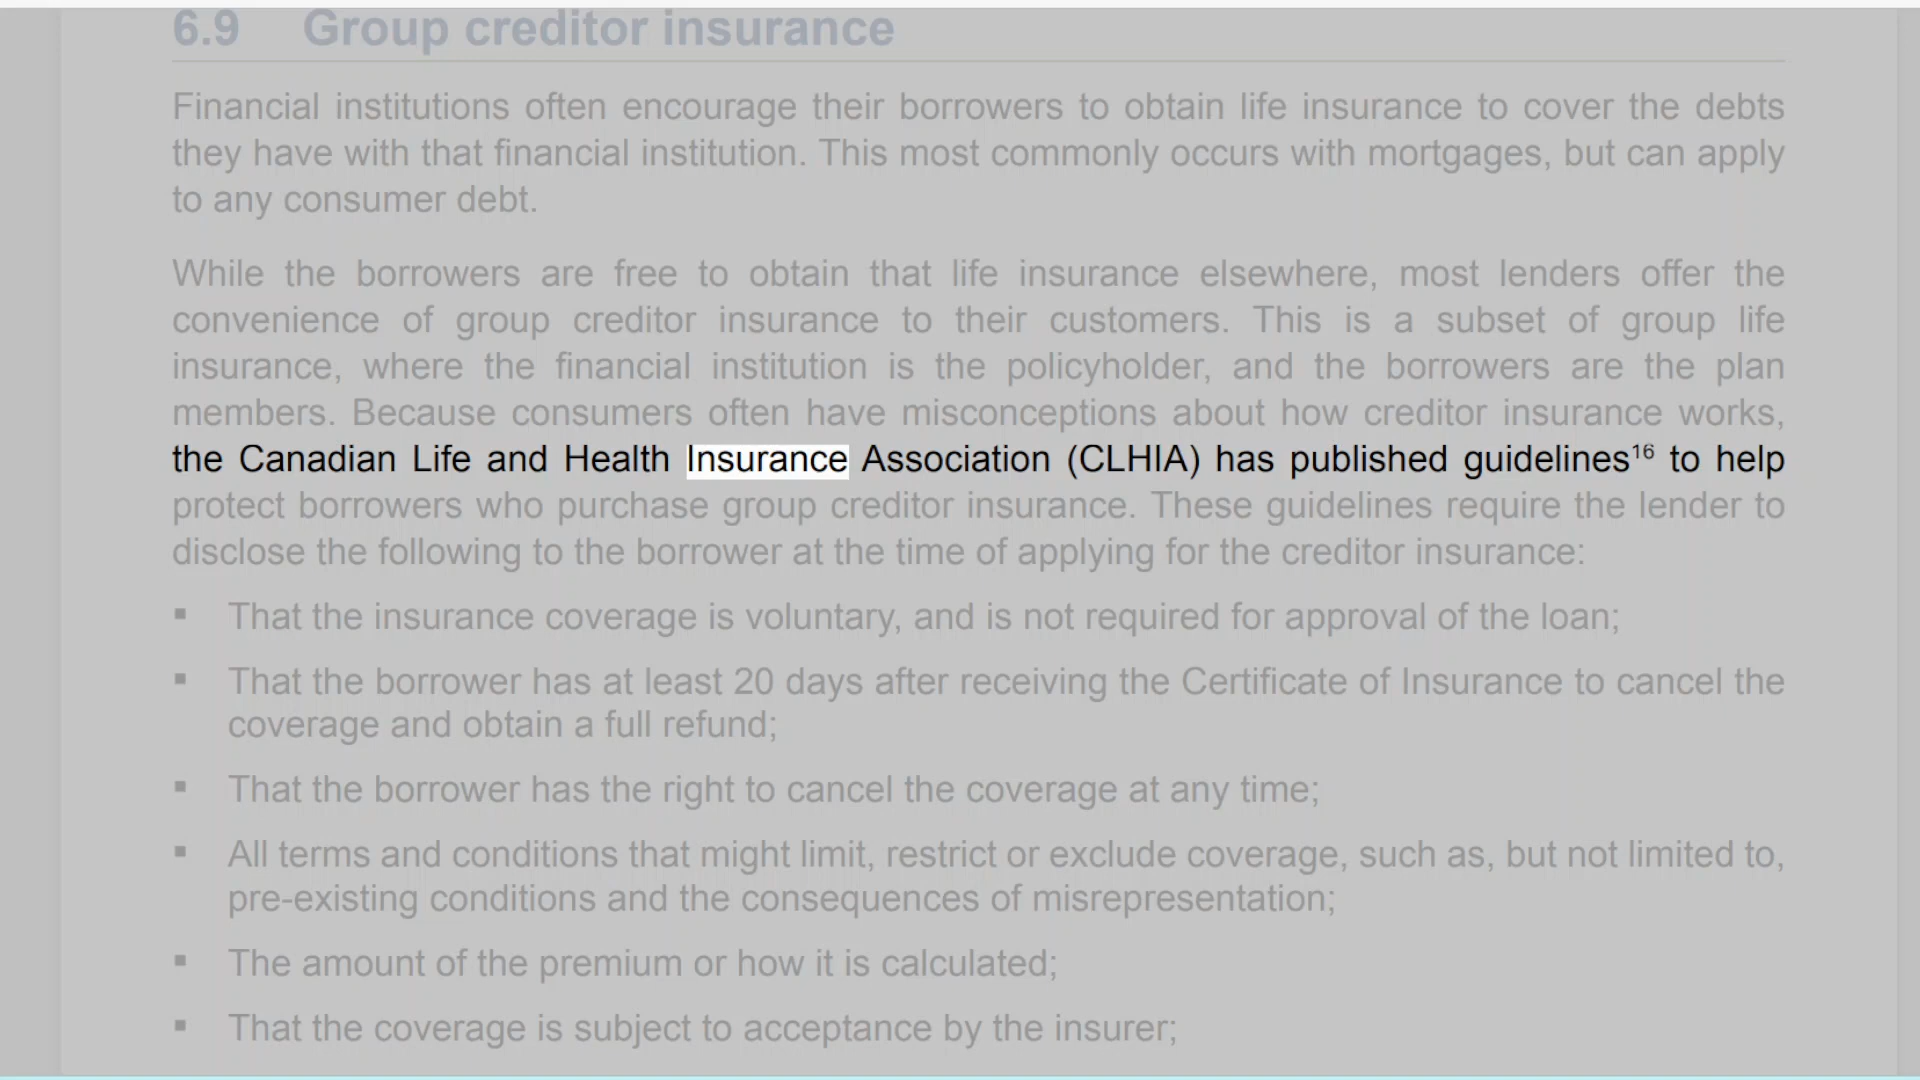 6.9 Group creditor insurance
Financial institutions often encourage their borrowers to obtain life insurance to cover the debts
they have with that financial institution. This most commonly occurs with mortgages, but can apply
to any consumer debt.
While the borrowers are free to obtain that life insurance elsewhere, most lenders offer the
convenience of group creditor insurance to their customers. This is a subset of group life
insurance, where the financial institution is the policyholder, and the borrowers are the plan
members. Because consumers often have misconceptions about how creditor insurance works,
the Canadian Life and Health Insurance Association (CLHIA) has published guidelines¹⁶ to help
protect borrowers who purchase group creditor insurance. These guidelines require the lender to
disclose the following to the borrower at the time of applying for the creditor insurance:
▪ That the insurance coverage is voluntary, and is not required for approval of the loan;
▪ That the borrower has at least 20 days after receiving the Certificate of Insurance to cancel the
coverage and obtain a full refund;
▪ That the borrower has the right to cancel the coverage at any time;
▪ All terms and conditions that might limit, restrict or exclude coverage, such as, but not limited to,
pre-existing conditions and the consequences of misrepresentation;
▪ The amount of the premium or how it is calculated;
▪ That the coverage is subject to acceptance by the insurer;